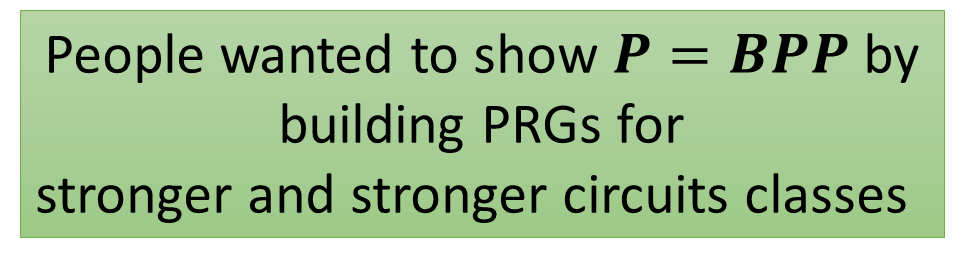 People wanted to show P = BPP by
building PRGs for
stronger and stronger circuits classes